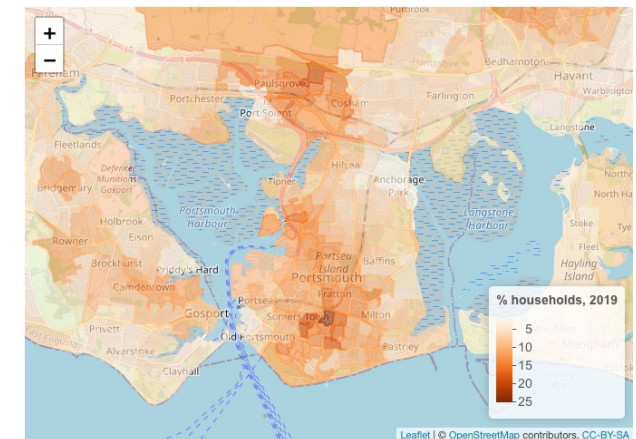 +
−
Purbrook
Fareham
Bedhampton
Havant
Paulsgrove
Warblington
Portchester
Cosham
Farlington
Port Solent
Langstone
Fleetlands
Hilsea
Defence
Munitions
Gosport
Tipner
Anchorage
Park
Bridgemary
Portsmouth
Harbour
Langstone
Harbour
Holbrook
Elson
Stoke
Rowner
Fleet
Brockhurst
Priddy's Hard
Portsea
Island
Baffins
Hayling
Island
Camdentown
Portsmouth
Portsea
Fratton
% households, 2019
Gosport
Somers Town
Milton
5
Privett
Old Portsmouth
10
Eastney
15
Alverstoke
Mengham
20
Clayhall
25
Leaflet | © OpenStreetMap contributors, CC-BY-SA